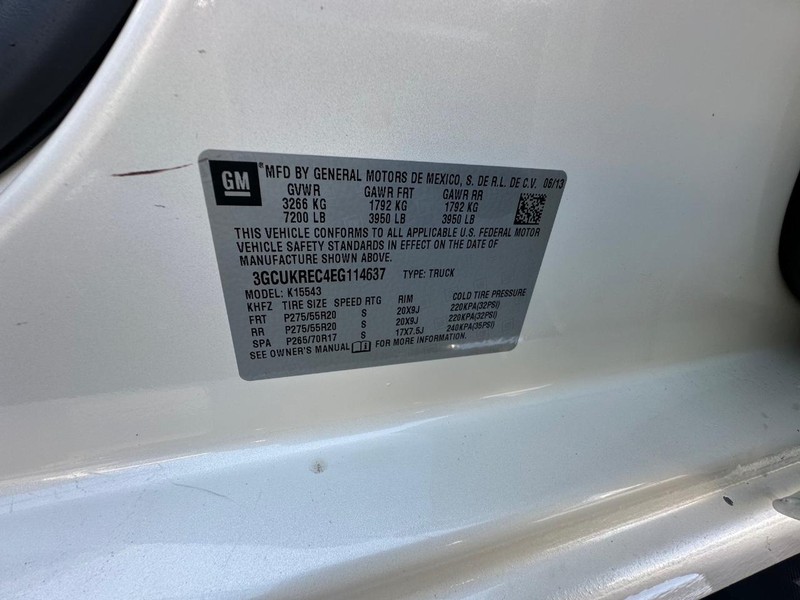 GM ® MFD BY GENERAL MOTORS DE MEXICO, S. DE R.L. DE C.V. 06/13
GVWR GAWR FRT GAWR RR
3266 KG 1792 KG 1792 KG
7200 LB 3950 LB 3950 LB
THIS VEHICLE CONFORMS TO ALL APPLICABLE U.S. FEDERAL MOTOR
VEHICLE SAFETY STANDARDS IN EFFECT ON THE DATE OF
MANUFACTURE SHOWN ABOVE.
3GCUKREC4EG114637 TYPE: TRUCK
MODEL: K15543
KHFZ TIRE SIZE SPEED RTG RIM COLD TIRE PRESSURE
FRT P275/55R20 S 20X9J 220KPA(32PSI)
RR P275/55R20 S 20X9J 220KPA(32PSI)
SPA P265/70R17 S 17X7.5J 240KPA(35PSI)
SEE OWNER'S MANUAL FOR MORE INFORMATION.